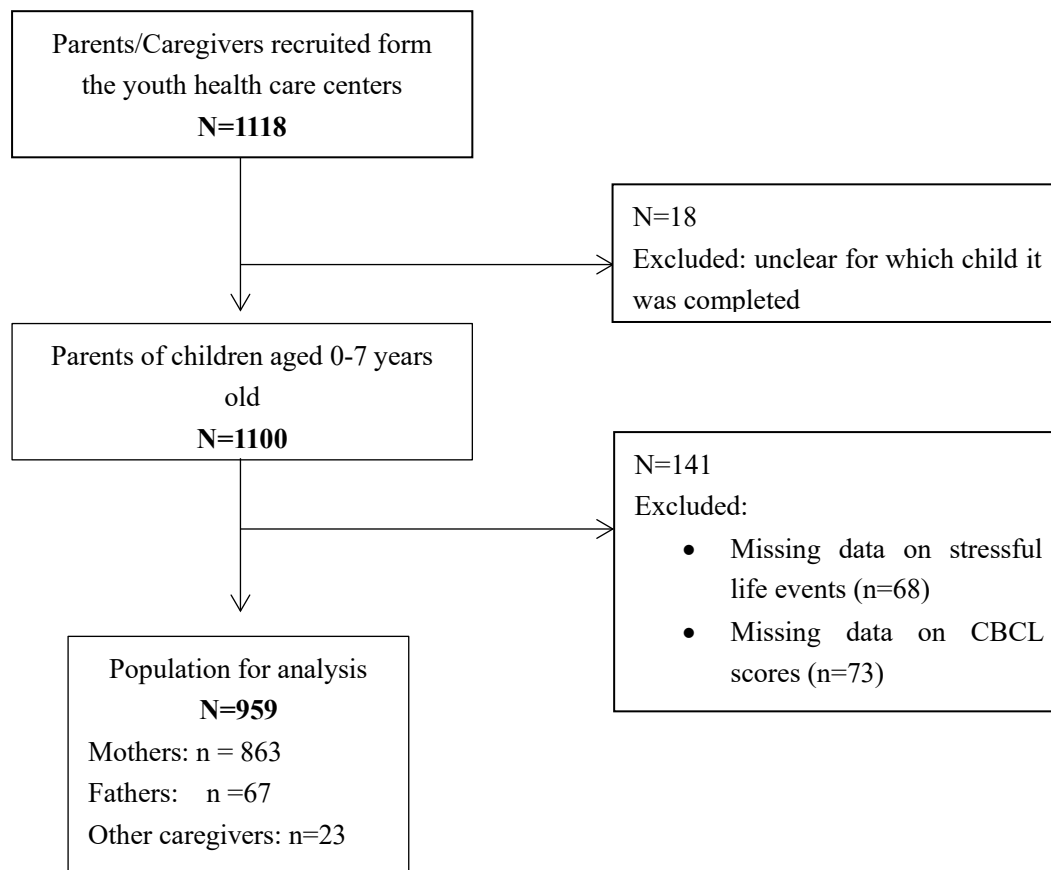 Parents/Caregivers recruited form
the youth health care centers
N=1118
N=18
Excluded: unclear for which child it
was completed
Parents of children aged 0-7 years
old
N=1100
N=141
Excluded:
• Missing data on stressful
life events (n=68)
• Missing data on CBCL
scores (n=73)
Population for analysis
N=959
Mothers: n = 863
Fathers: n =67
Other caregivers: n=23